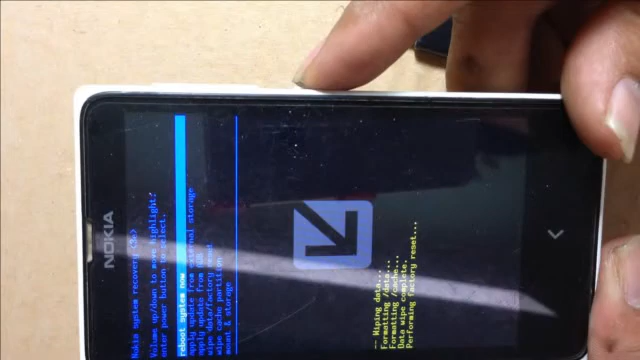 NOKIA
Nokia system recovery <3e>
Volume up/down to move highlight;
enter power button to select.
reboot system now
apply update from external storage
apply update from
wipe data/factory reset
wipe cache partition
storage
-- Wiping data...
Formatting /data...
Formatting /cache...
Data wipe complete.
Performing factory reset...